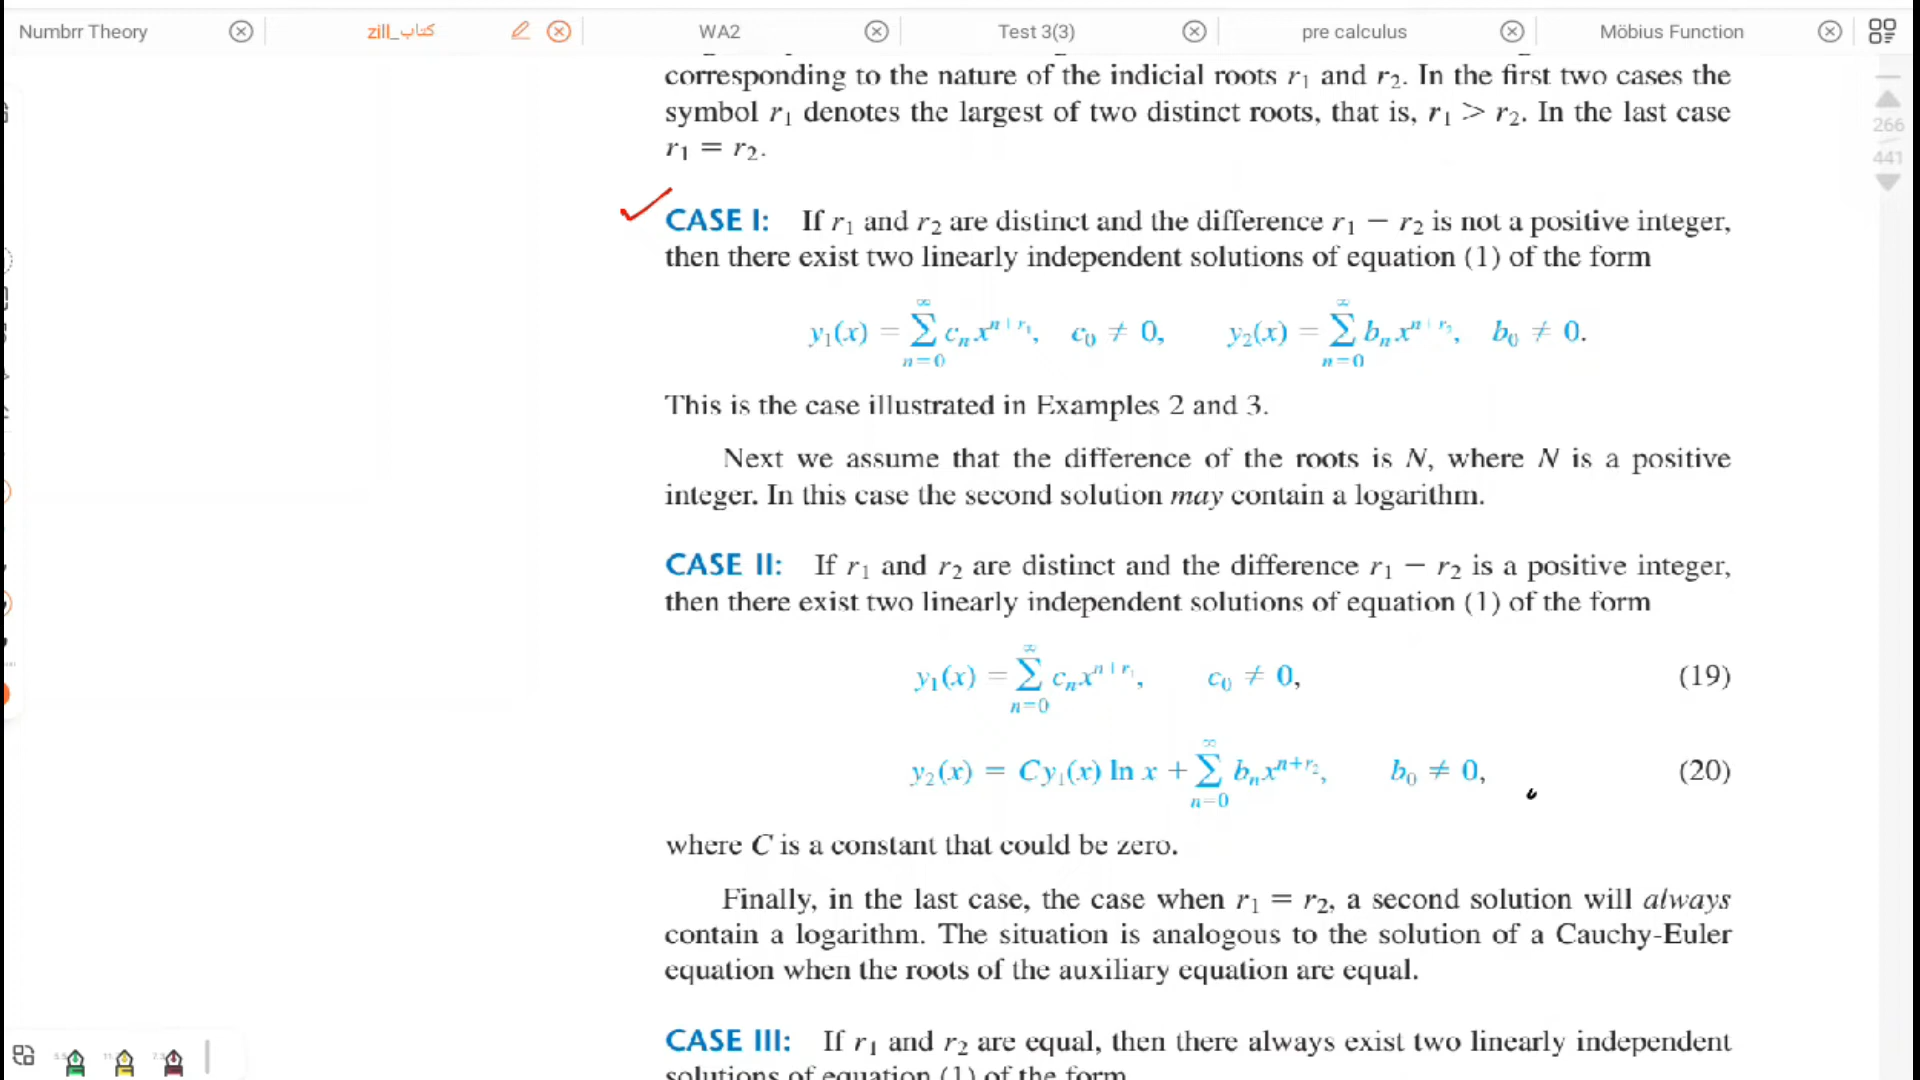 Numbrr Theory
zill_كتاب
WA2
Test 3(3)
pre calculus
Möbius Function
corresponding to the nature of the indicial roots r₁ and r₂. In the first two cases the
symbol r₁ denotes the largest of two distinct roots, that is, r₁ > r₂. In the last case
r₁ = r₂.
266
441
CASE I: If r₁ and r₂ are distinct and the difference r₁ − r₂ is not a positive integer,
then there exist two linearly independent solutions of equation (1) of the form
y₁(x) = ∑_{n=0}^{∞} cₙx^{n+r₁}, c₀ ≠ 0, y₂(x) = ∑_{n=0}^{∞} bₙx^{n+r₂}, b₀ ≠ 0.
This is the case illustrated in Examples 2 and 3.
Next we assume that the difference of the roots is N, where N is a positive
integer. In this case the second solution may contain a logarithm.
CASE II: If r₁ and r₂ are distinct and the difference r₁ − r₂ is a positive integer,
then there exist two linearly independent solutions of equation (1) of the form
y₁(x) = ∑_{n=0}^{∞} cₙx^{n+r₁}, c₀ ≠ 0, (19)
y₂(x) = Cy₁(x) ln x + ∑_{n=0}^{∞} bₙx^{n+r₂}, b₀ ≠ 0, (20)
where C is a constant that could be zero.
Finally, in the last case, the case when r₁ = r₂, a second solution will always
contain a logarithm. The situation is analogous to the solution of a Cauchy-Euler
equation when the roots of the auxiliary equation are equal.
CASE III: If r₁ and r₂ are equal, then there always exist two linearly independent
solutions of equation (1) of the form